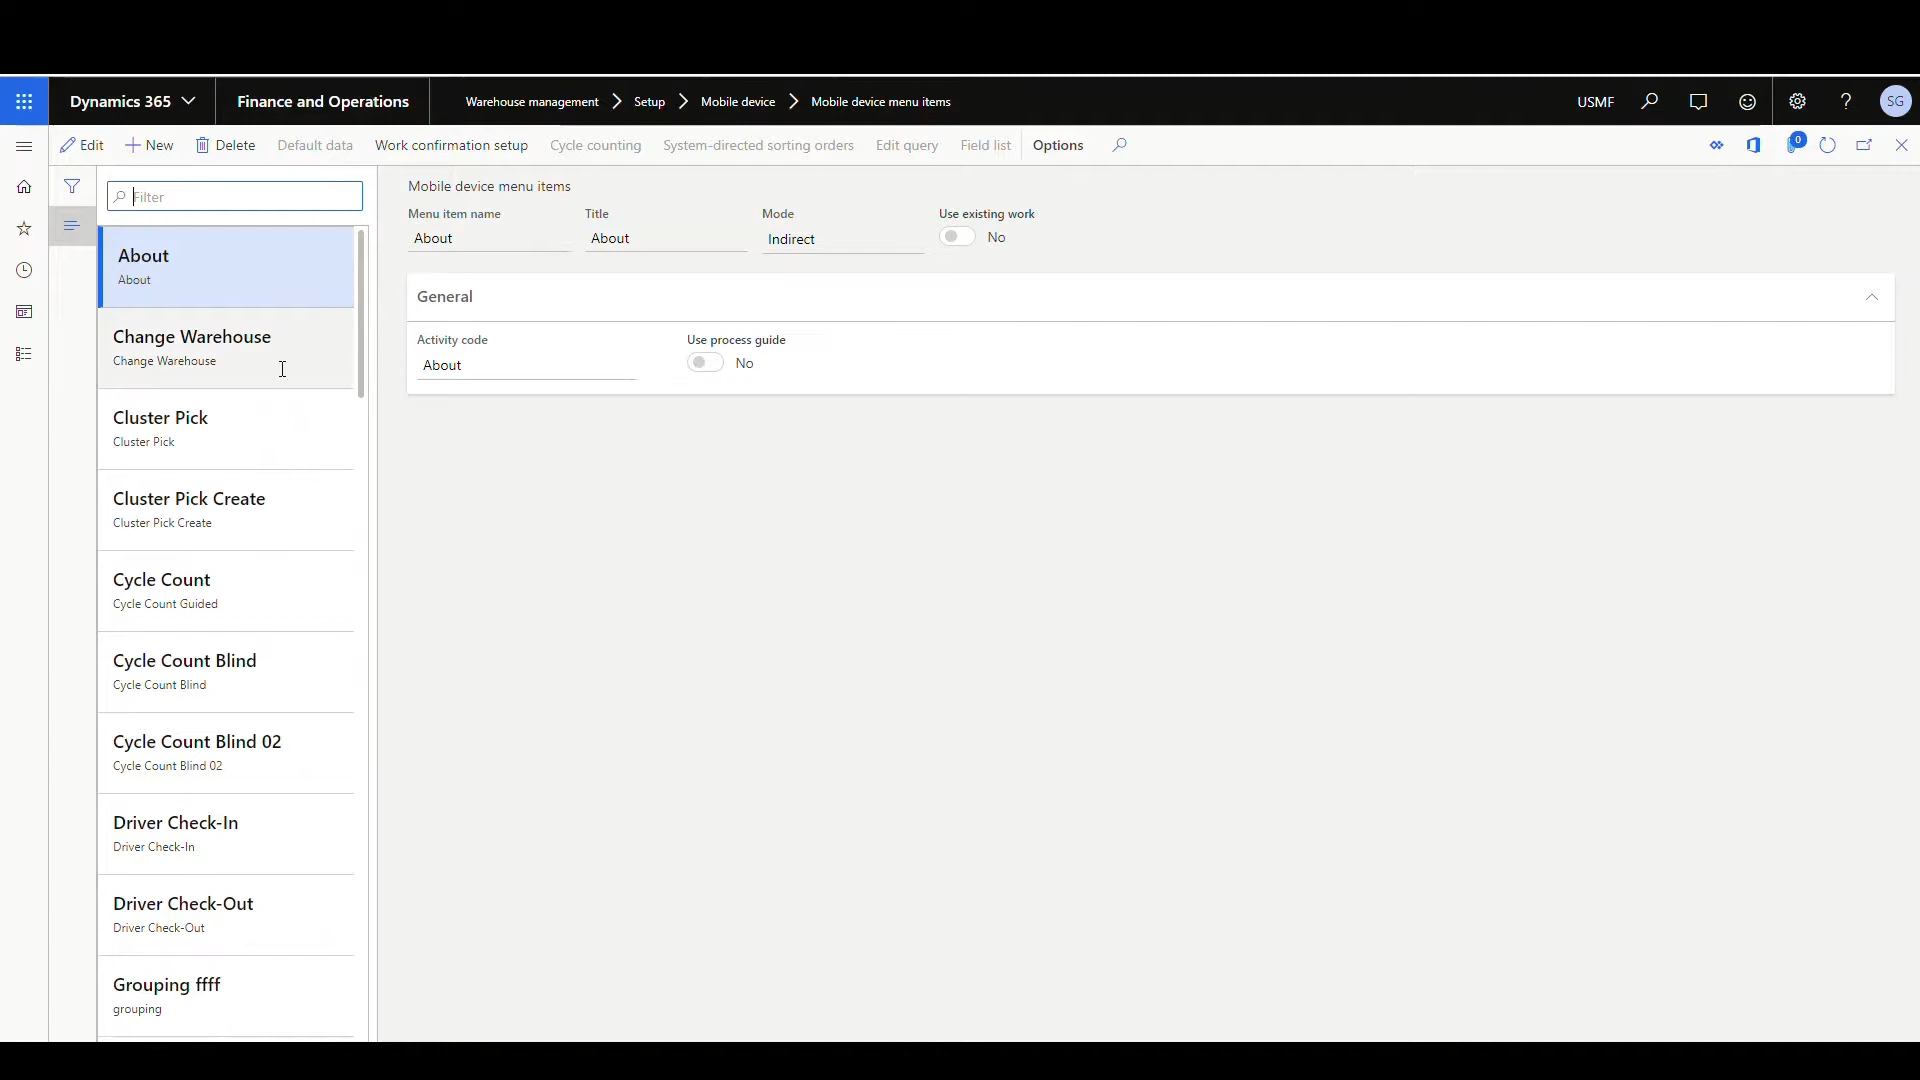 Dynamics 365
Finance and Operations
Warehouse management
Setup
Mobile device
Mobile device menu items
USMF
?
SG
Edit
New
Delete
Default data
Work confirmation setup
Cycle counting
System-directed sorting orders
Edit query
Field list
Options
0
Filter
About
About
Change Warehouse
Change Warehouse
Cluster Pick
Cluster Pick
Cluster Pick Create
Cluster Pick Create
Cycle Count
Cycle Count Guided
Cycle Count Blind
Cycle Count Blind
Cycle Count Blind 02
Cycle Count Blind 02
Driver Check-In
Driver Check-In
Driver Check-Out
Driver Check-Out
Grouping ffff
grouping
Mobile device menu items
Menu item name
Title
Mode
Use existing work
About
About
Indirect
No
General
Activity code
Use process guide
About
No